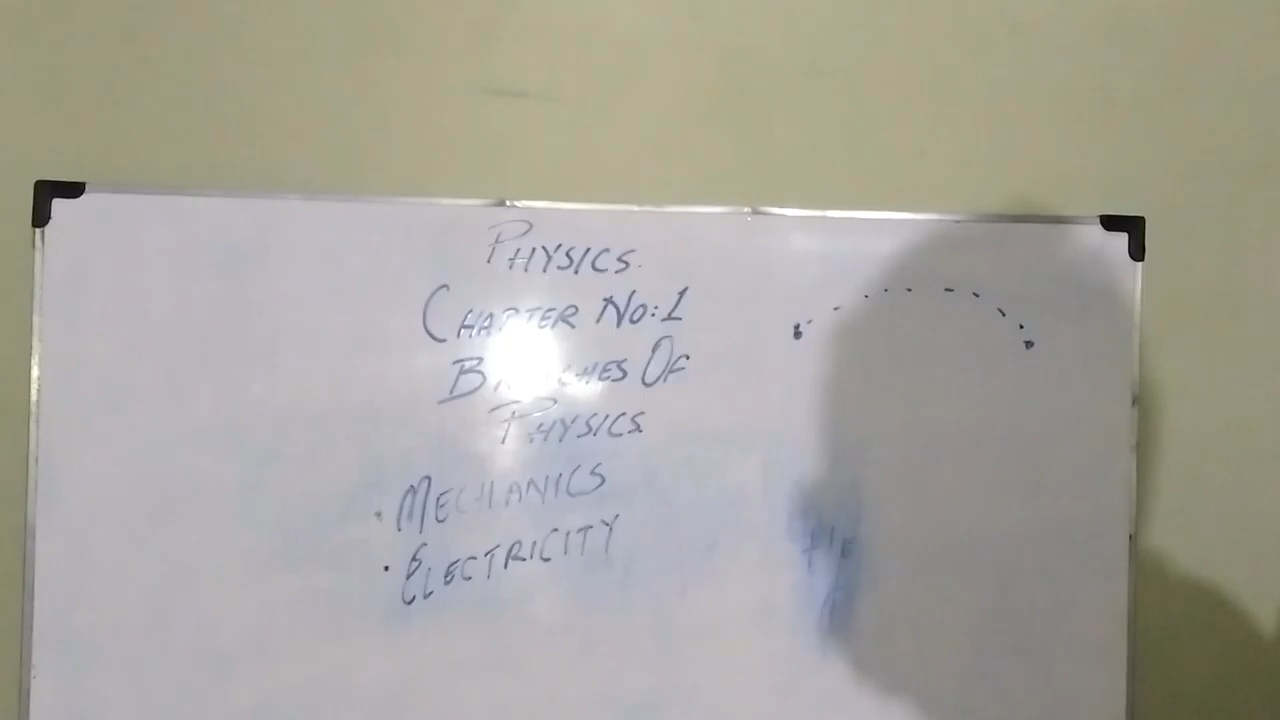 PHYSICS.
CHAPTER NO:1
BRANCHES OF
PHYSICS.
. MECHANICS
. ELECTRICITY